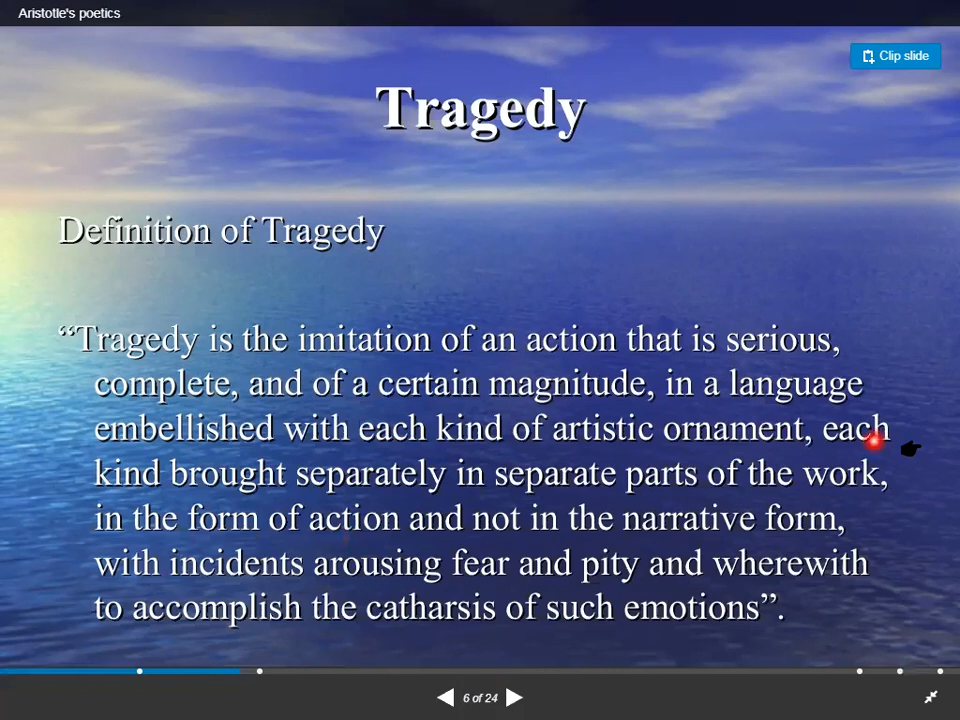 Aristotle's poetics
Clip slide
Tragedy
Definition of Tragedy
“Tragedy is the imitation of an action that is serious,
complete, and of a certain magnitude, in a language
embellished with each kind of artistic ornament, each
kind brought separately in separate parts of the work,
in the form of action and not in the narrative form,
with incidents arousing fear and pity and wherewith
to accomplish the catharsis of such emotions”.
6 of 24